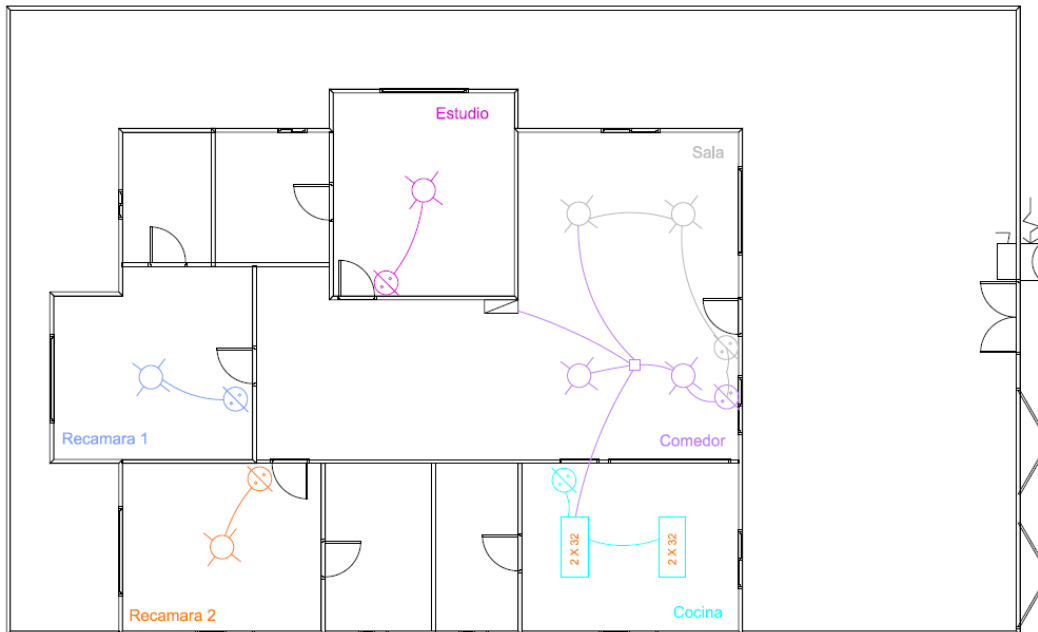 Estudio
Sala
Recamara 1
Comedor
2 X 32
2 X 32
Recamara 2
Cocina